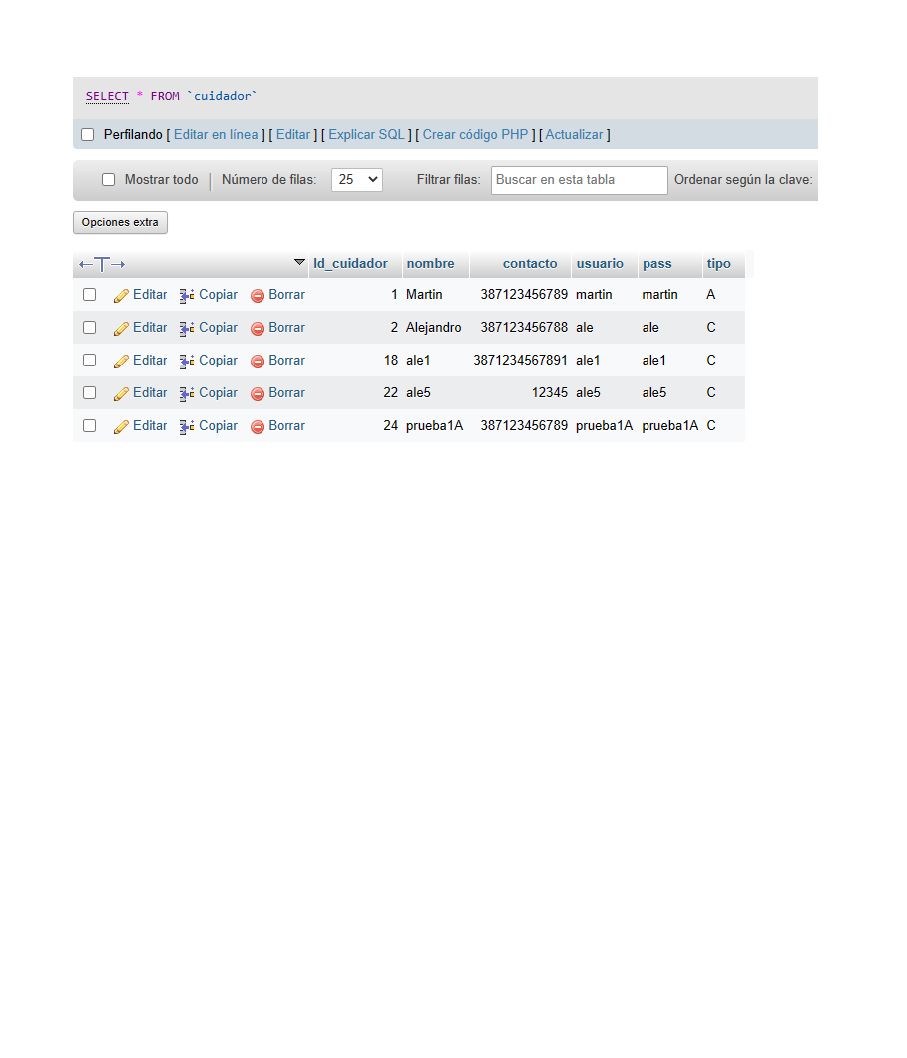 SELECT * FROM `cuidador`
Perfilando [ Editar en línea ] [ Editar ] [ Explicar SQL ] [ Crear código PHP ] [ Actualizar ]
Mostrar todo | Número de filas: 25 Filtrar filas: Buscar en esta tabla Ordenar según la clave:
Opciones extra
←T→ Id_cuidador nombre contacto usuario pass tipo
Editar Copiar Borrar 1 Martin 387123456789 martin martin A
Editar Copiar Borrar 2 Alejandro 387123456788 ale ale C
Editar Copiar Borrar 18 ale1 3871234567891 ale1 ale1 C
Editar Copiar Borrar 22 ale5 12345 ale5 ale5 C
Editar Copiar Borrar 24 prueba1A 387123456789 prueba1A prueba1A C